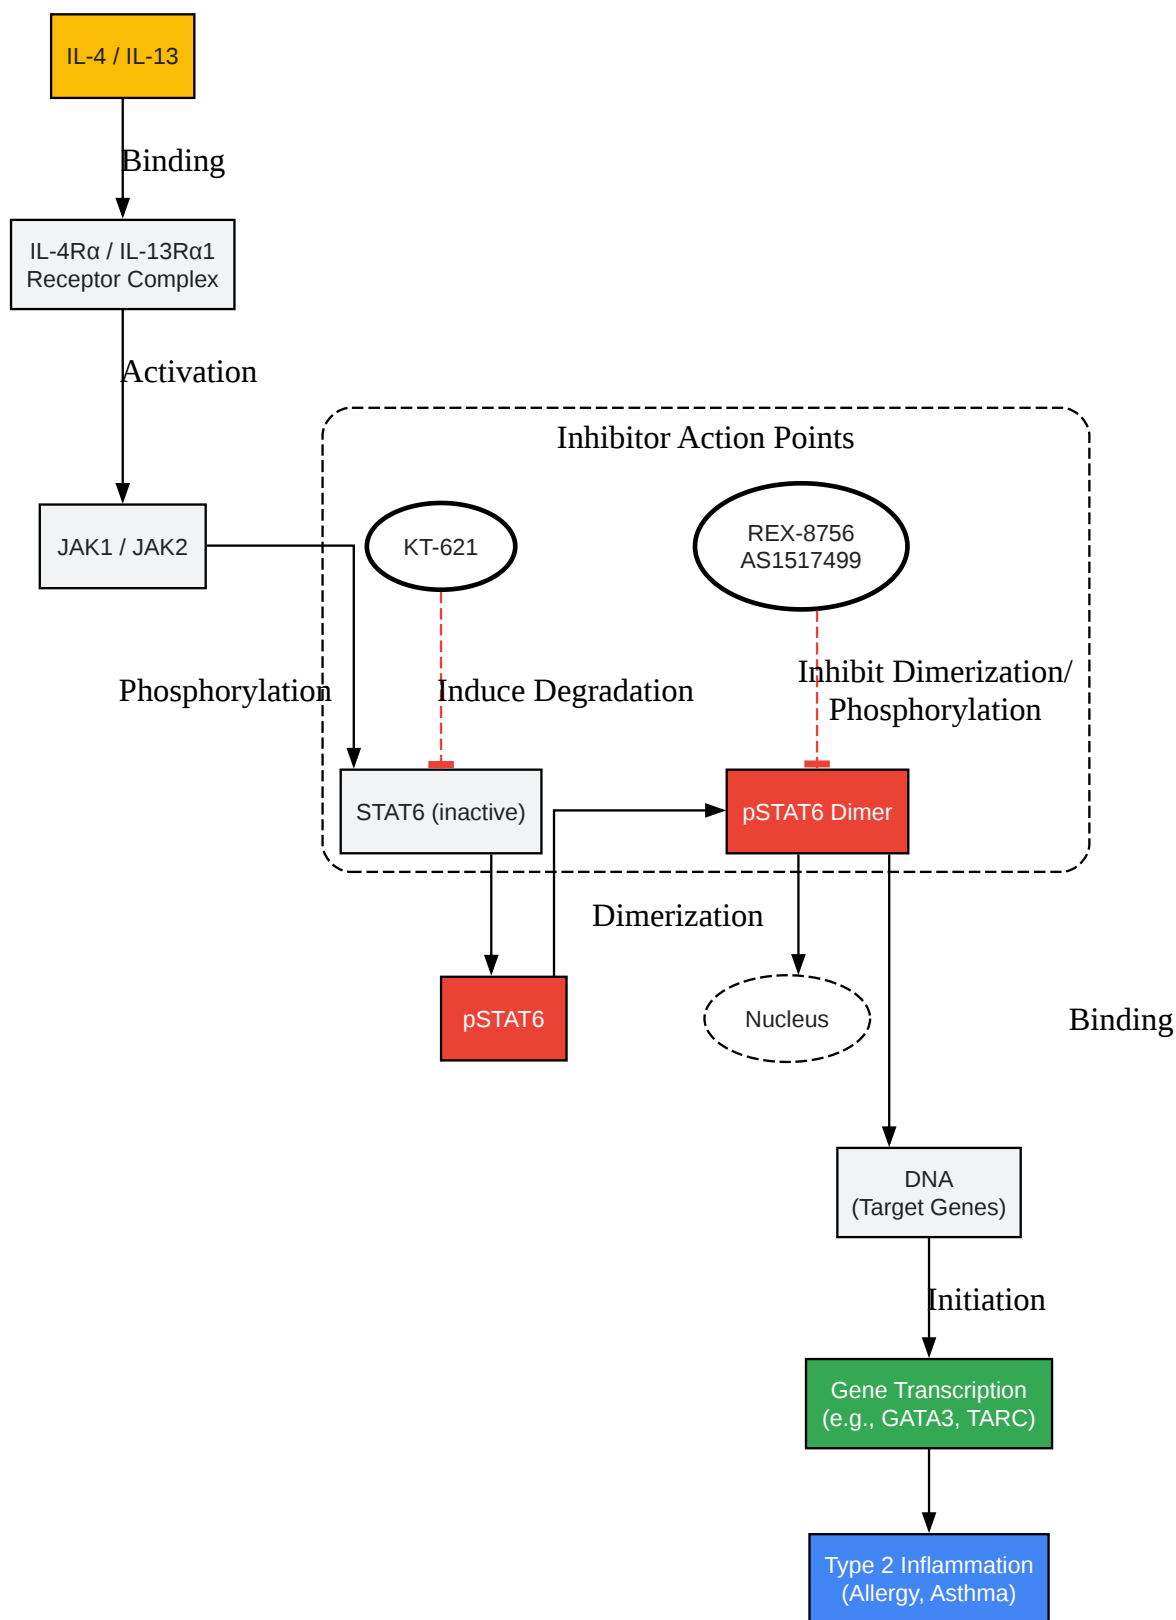 IL-4 / IL-13
Binding
IL-4Rα / IL-13Rα1
Receptor Complex
Activation
Inhibitor Action Points
JAK1 / JAK2
KT-621
REX-8756
AS1517499
Phosphorylation
Induce Degradation
Inhibit Dimerization/
Phosphorylation
STAT6 (inactive)
pSTAT6 Dimer
Dimerization
pSTAT6
Nucleus
Binding
DNA
(Target Genes)
Initiation
Gene Transcription
(e.g., GATA3, TARC)
Type 2 Inflammation
(Allergy, Asthma)